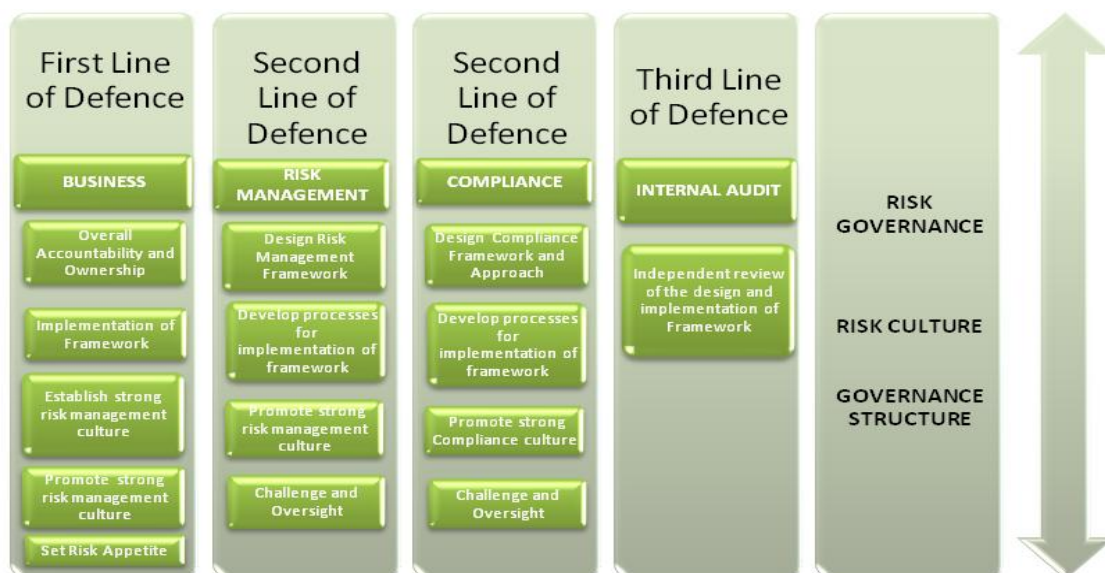 First Line
of Defence
BUSINESS
Overall
Accountability and
Ownership
Implementation of
Framework
Establish strong
risk management
culture
Promote strong
risk management
culture
Set Risk Appetite
Second
Line of
Defence
RISK
MANAGEMENT
Design Risk
Management
Framework
Develop processes
for
implementation of
framework
Promote strong
risk management
culture
Challenge and
Oversight
Second
Line of
Defence
COMPLIANCE
Design Compliance
Framework and
Approach
Develop processes
for
implementation of
framework
Promote strong
Compliance culture
Challenge and
Oversight
Third Line
of Defence
INTERNAL AUDIT
Independent review
of the design and
implementation of
Framework
RISK
GOVERNANCE
RISK CULTURE
GOVERNANCE
STRUCTURE